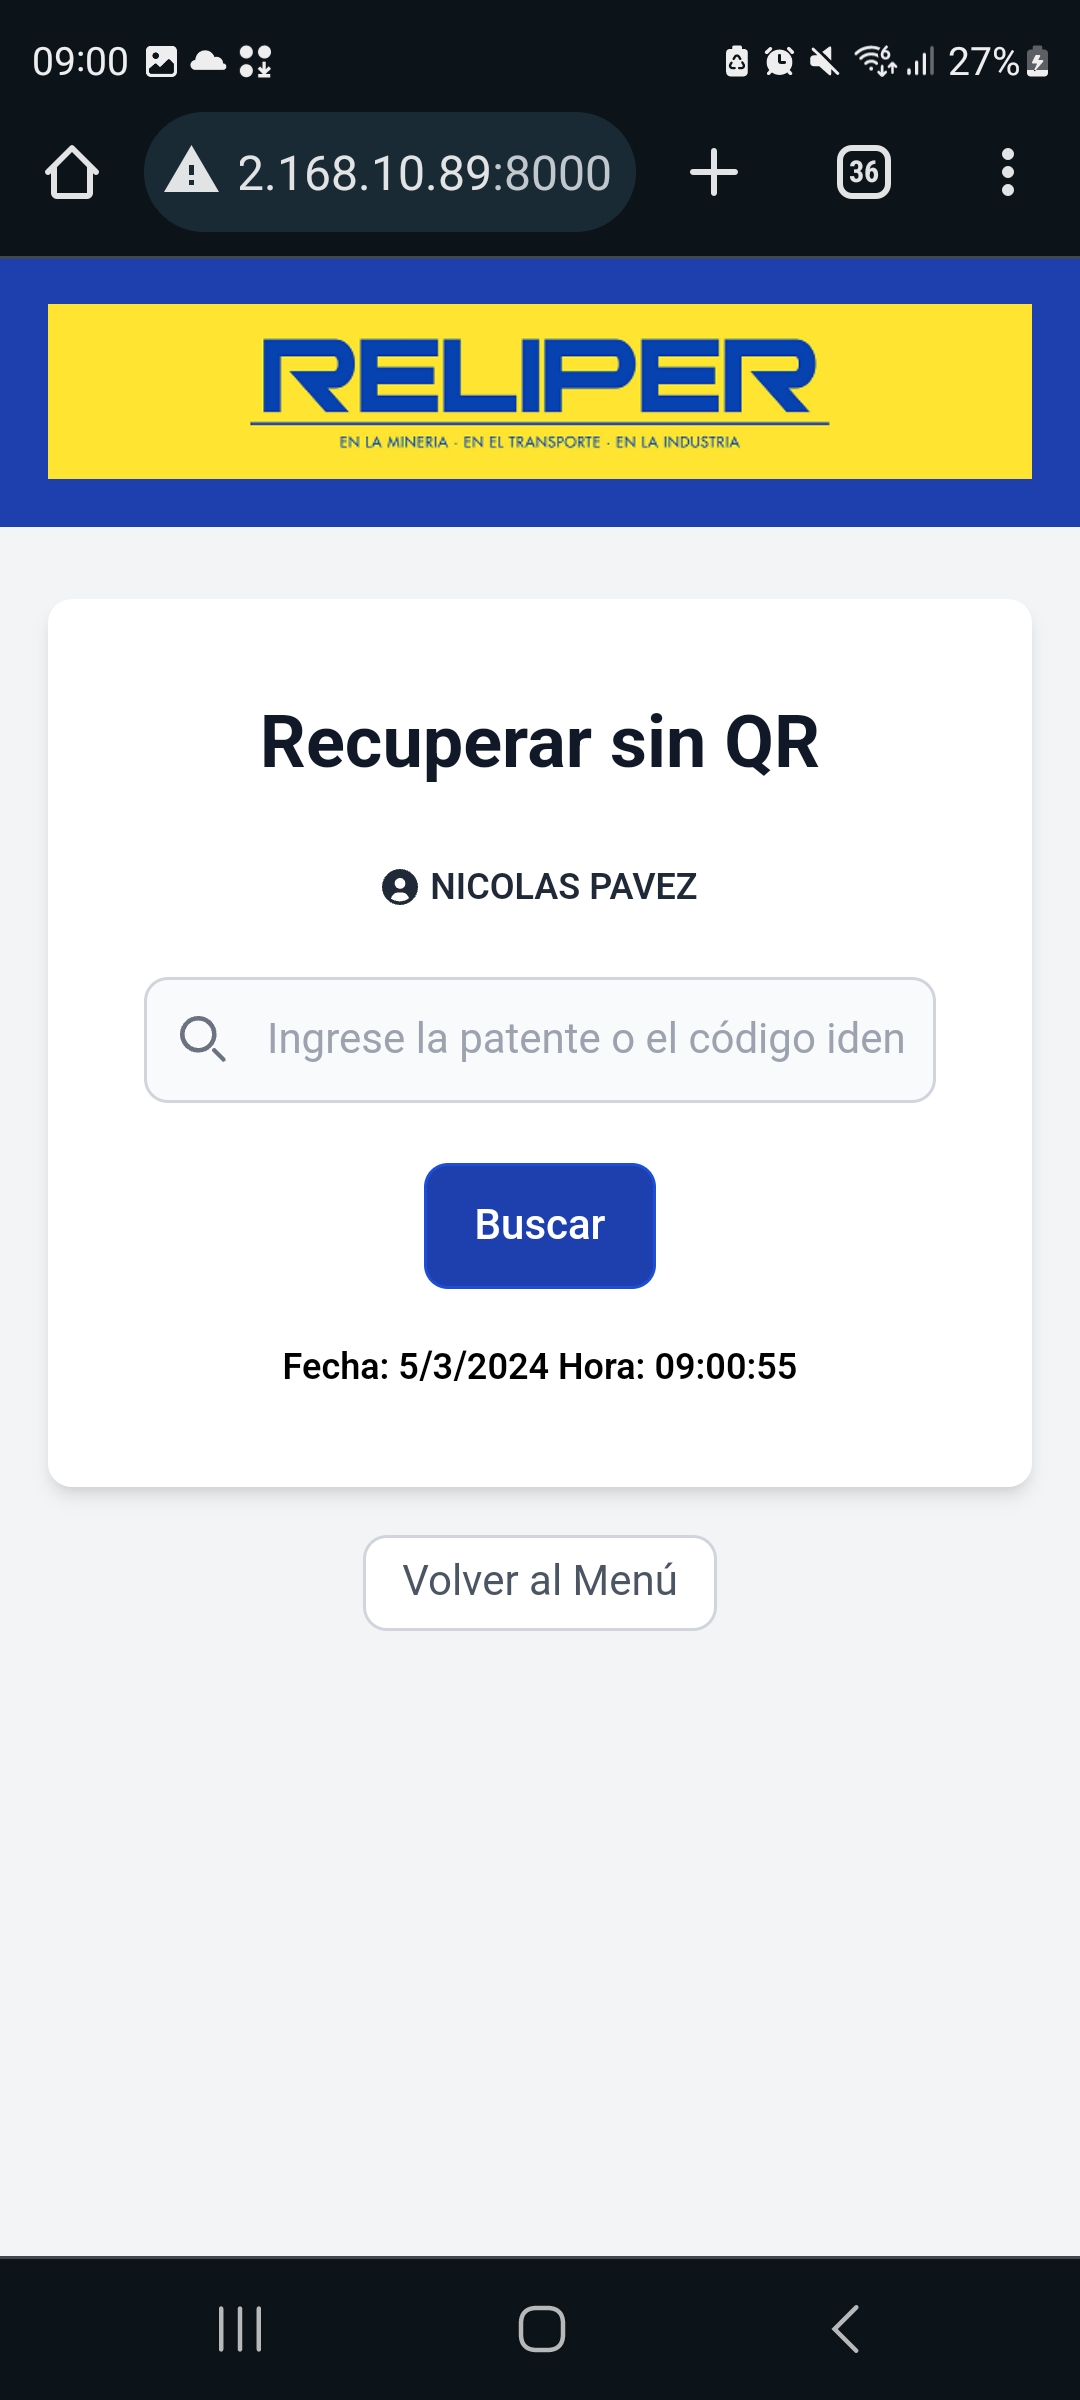 09:00
27%
2.168.10.89:8000
36
RELIPER
EN LA MINERIA · EN EL TRANSPORTE · EN LA INDUSTRIA
Recuperar sin QR
NICOLAS PAVEZ
Ingrese la patente o el código iden
Buscar
Fecha: 5/3/2024 Hora: 09:00:55
Volver al Menú